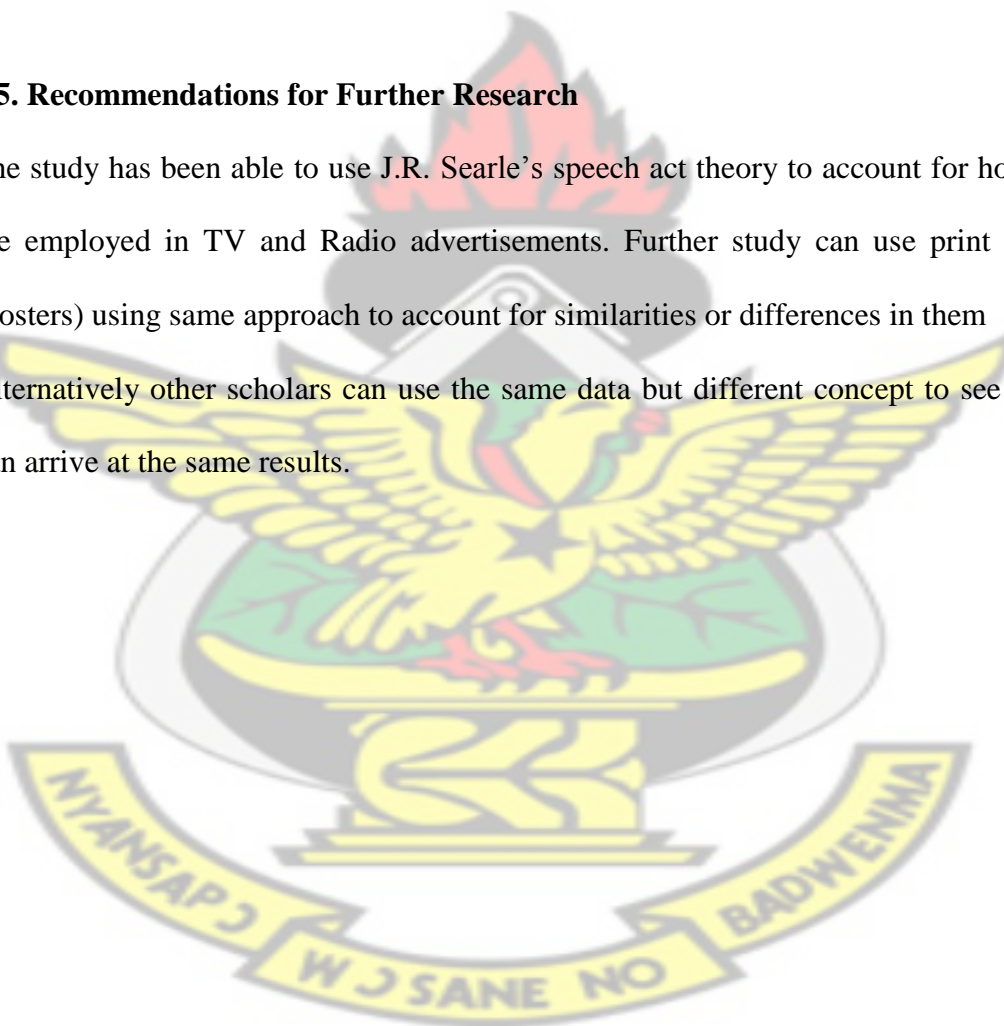 5. Recommendations for Further Research
ne study has been able to use J.R. Searle’s speech act theory to account for ho
e employed in TV and Radio advertisements. Further study can use print
osters) using same approach to account for similarities or differences in them
lternatively other scholars can use the same data but different concept to see
n arrive at the same results.
NYANSAPƆ
WƆ SANE NO
BADWENMA